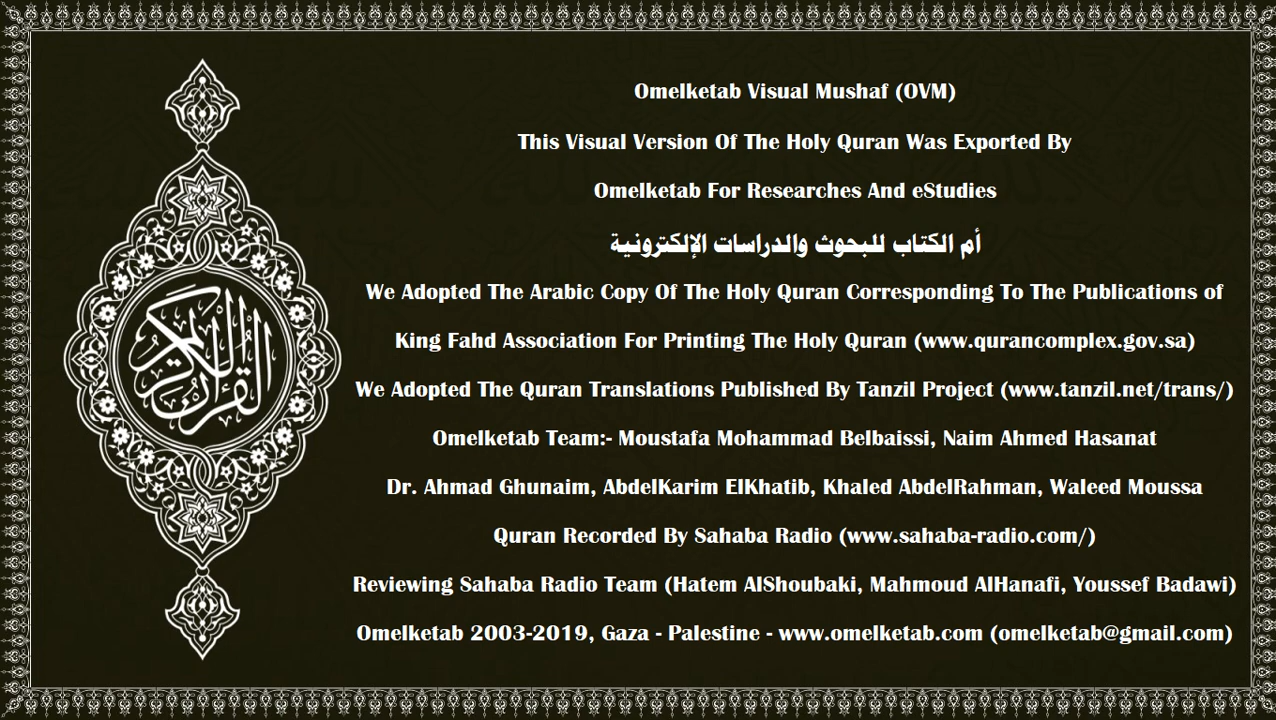 Omelketab Visual Mushaf (OVM)
This Visual Version Of The Holy Quran Was Exported By
Omelketab For Researches And eStudies
أم الكتاب للبحوث والدراسات الإلكترونية
We Adopted The Arabic Copy Of The Holy Quran Corresponding To The Publications of
King Fahd Association For Printing The Holy Quran (www.qurancomplex.gov.sa)
We Adopted The Quran Translations Published By Tanzil Project (www.tanzil.net/trans/)
Omelketab Team:- Moustafa Mohammad Belbaissi, Naim Ahmed Hasanat
Dr. Ahmad Ghunaim, AbdelKarim ElKhatib, Khaled AbdelRahman, Waleed Moussa
Quran Recorded By Sahaba Radio (www.sahaba-radio.com/)
Reviewing Sahaba Radio Team (Hatem AlShoubaki, Mahmoud AlHanafi, Youssef Badawi)
Omelketab 2003-2019, Gaza - Palestine - www.omelketab.com (omelketab@gmail.com)
القرآن الكريم